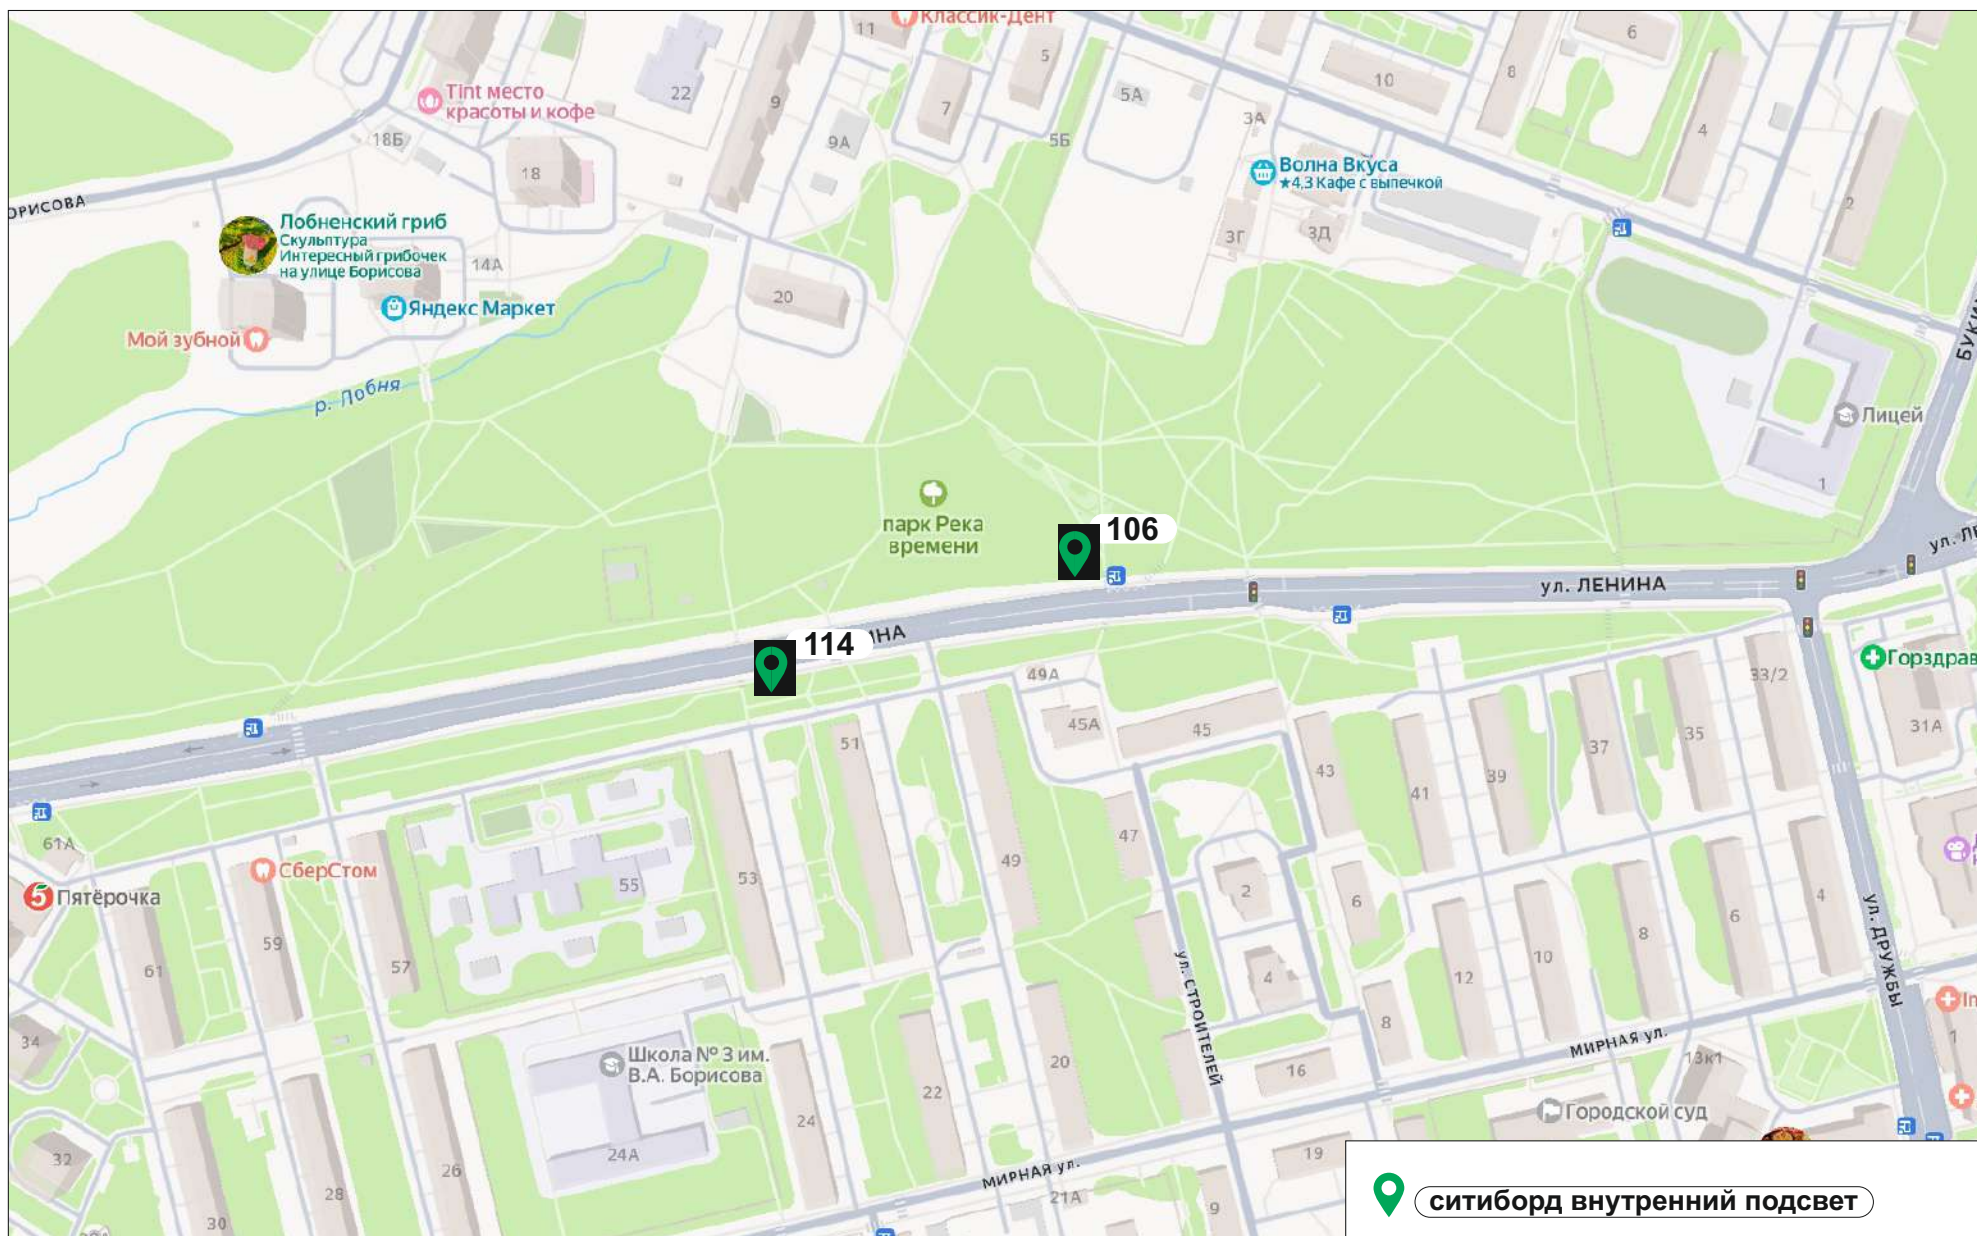 Классик-Дент
11
5
6
8
10
Tint место
красоты и кофе
22
9
7
5А
3А
4
18Б
9А
5Б
18
Волна Вкуса
★4,3 Кафе с выпечкой
2
ОРИСОВА
Лобненский гриб
Скульптура
Интересный грибочек
на улице Борисова
14А
3Г
3Д
20
Яндекс Маркет
Мой зубной
р. Лобня
Лицей
1
парк Река
времени
106
ул. ЛЕНИНА
114
ИНА
49А
33/2
Горздрав
45А
45
51
31А
35
37
43
39
41
47
61А
СберСтом
53
55
49
Пятёрочка
2
6
4
6
8
59
ул. ДРУЖБЫ
57
61
10
12
4
ул. СТРОИТЕЛЕЙ
8
34
МИРНАЯ ул.
1
Школа № 3 им.
В.А. Борисова
20
16
13к1
22
24
Городской суд
32
26
24А
19
МИРНАЯ ул.
28
21А
30
9
ситиборд внутренний подсвет